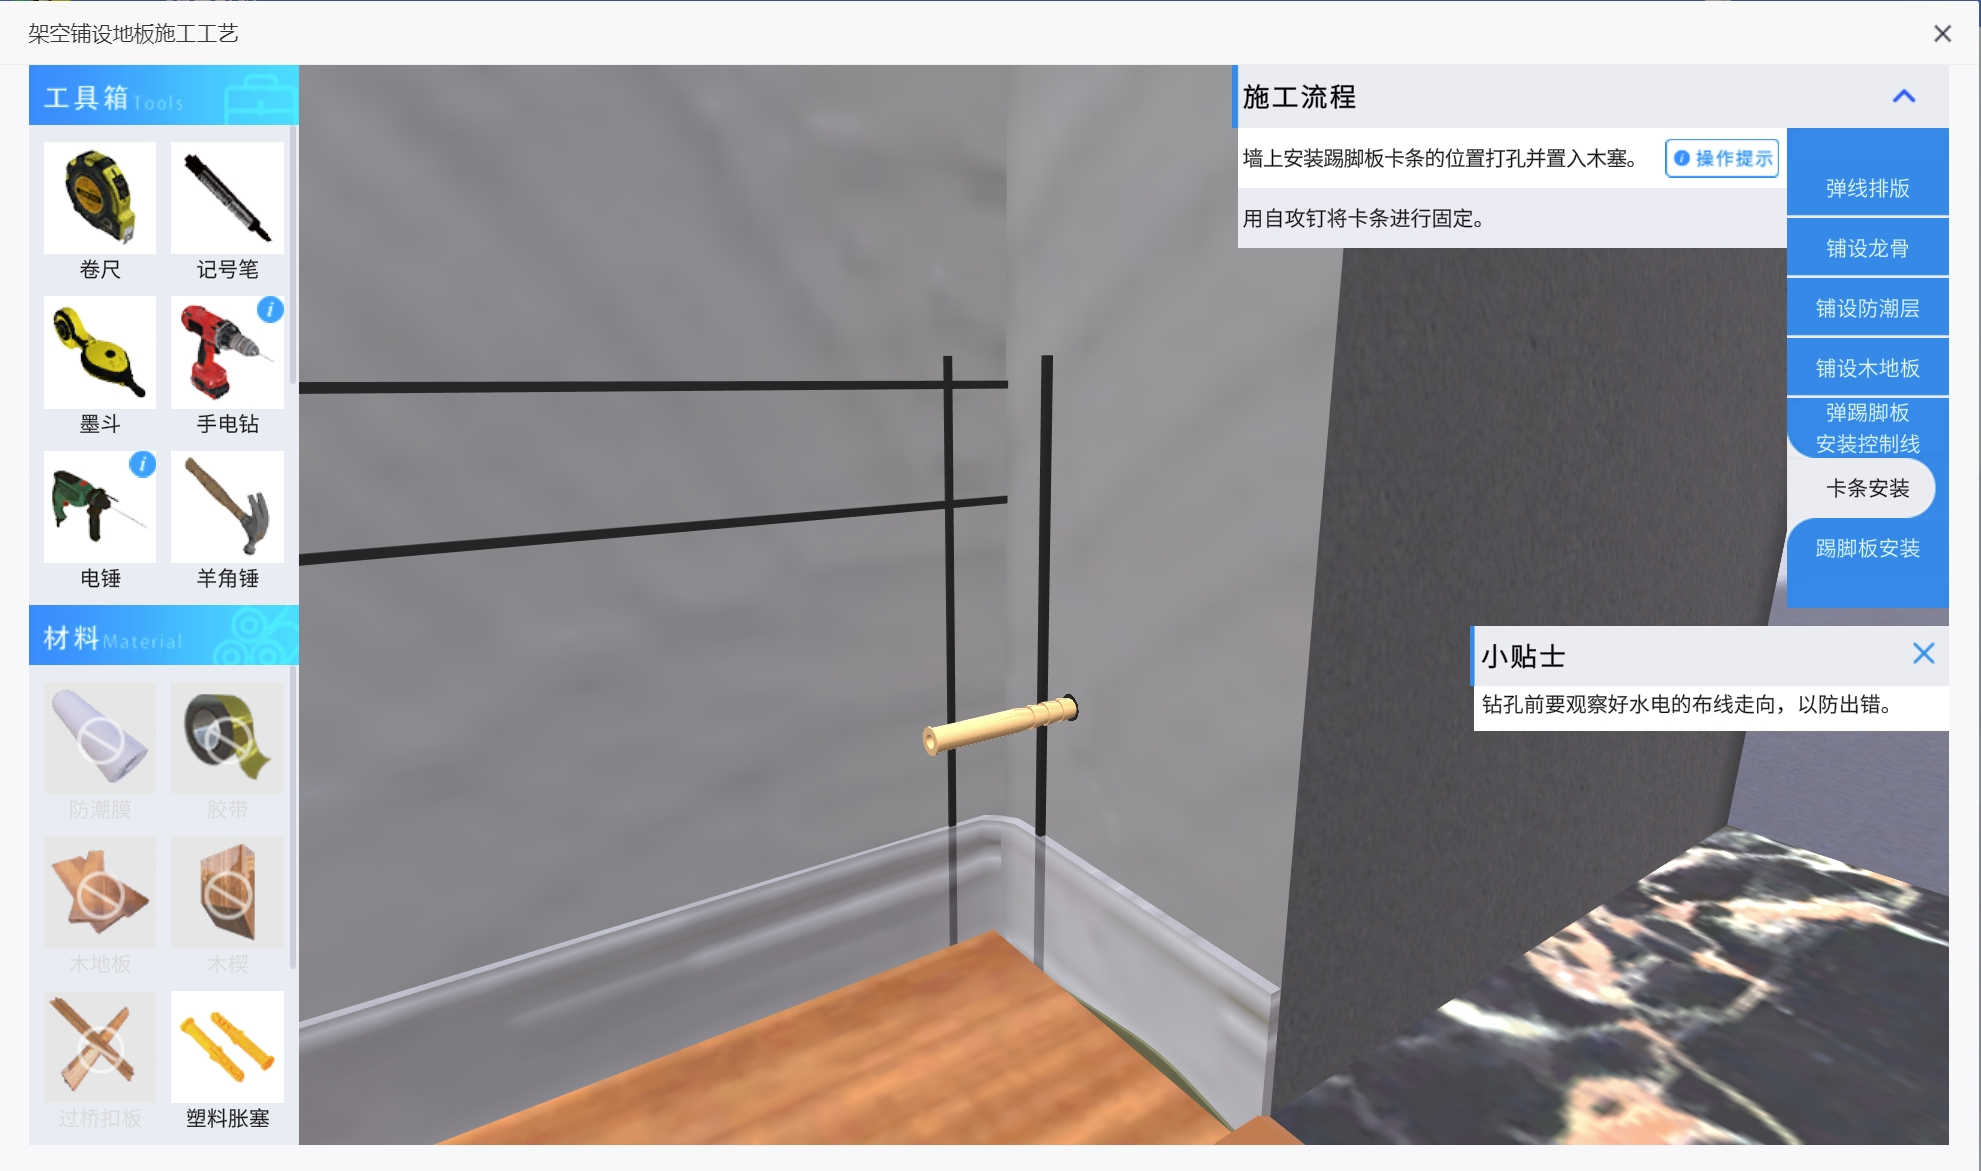 架空铺设地板施工工艺
工具箱Tools
卷尺
记号笔
墨斗
手电钻
电锤
羊角锤
材料Material
防潮膜
胶带
木地板
木楔
过桥扣板
塑料胀塞
施工流程
墙上安装踢脚板卡条的位置打孔并置入木塞。
操作提示
用自攻钉将卡条进行固定。
弹线排版
铺设龙骨
铺设防潮层
铺设木地板
弹踢脚板
安装控制线
卡条安装
踢脚板安装
小贴士
钻孔前要观察好水电的布线走向，以防出错。